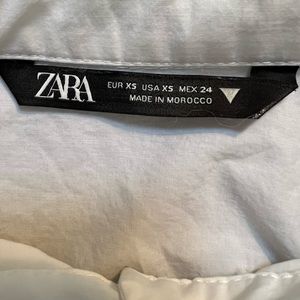 ZARA
EUR XS USA XS MEX 24
MADE IN MOROCCO